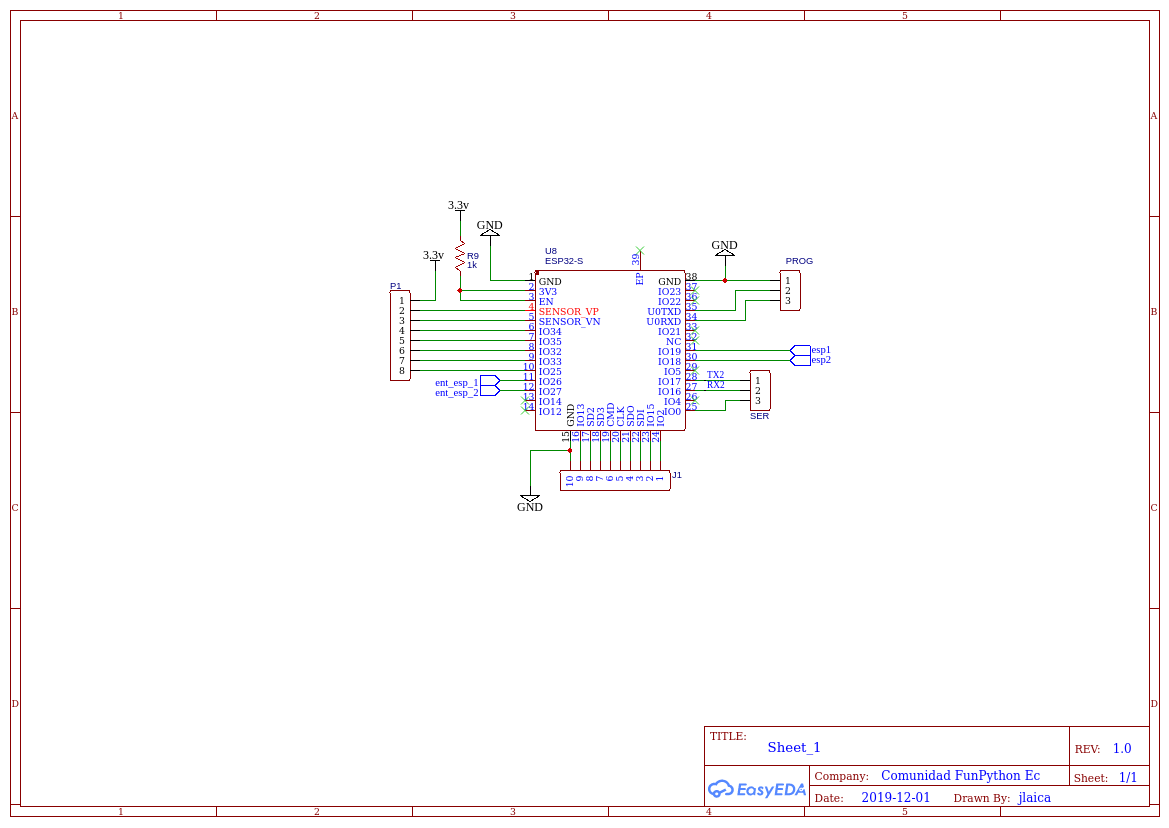 1 2 3 4 5
A A
B B
C C
D D
3.3v
GND
3.3v
R9
1k
P1
1
2
3
4
5
6
7
8
ent_esp_1
ent_esp_2
U8
ESP32-S
39
EP
1 GND
2 3V3
3 EN
4 SENSOR_VP
5 SENSOR_VN
6 IO34
7 IO35
8 IO32
9 IO33
10 IO25
11 IO26
12 IO27
13 IO14
14 IO12
GND 38
IO23 37
IO22 36
U0TXD 35
U0RXD 34
IO21 33
NC 32
IO19 31
IO18 30
IO5 29
IO17 28
IO16 27
IO4 26
IO0 25
GND IO13 SD2 SD3 CMD CLK SDO SDI IO15 IO2
15 16 17 18 19 20 21 22 23 24
10 9 8 7 6 5 4 3 2 1
J1
GND
GND
PROG
1
2
3
esp1
esp2
TX2
RX2
1
2
3
SER
TITLE:
Sheet_1
REV: 1.0
EasyEDA
Company: Comunidad FunPython Ec
Sheet: 1/1
Date: 2019-12-01 Drawn By: jlaica
1 2 3 4 5